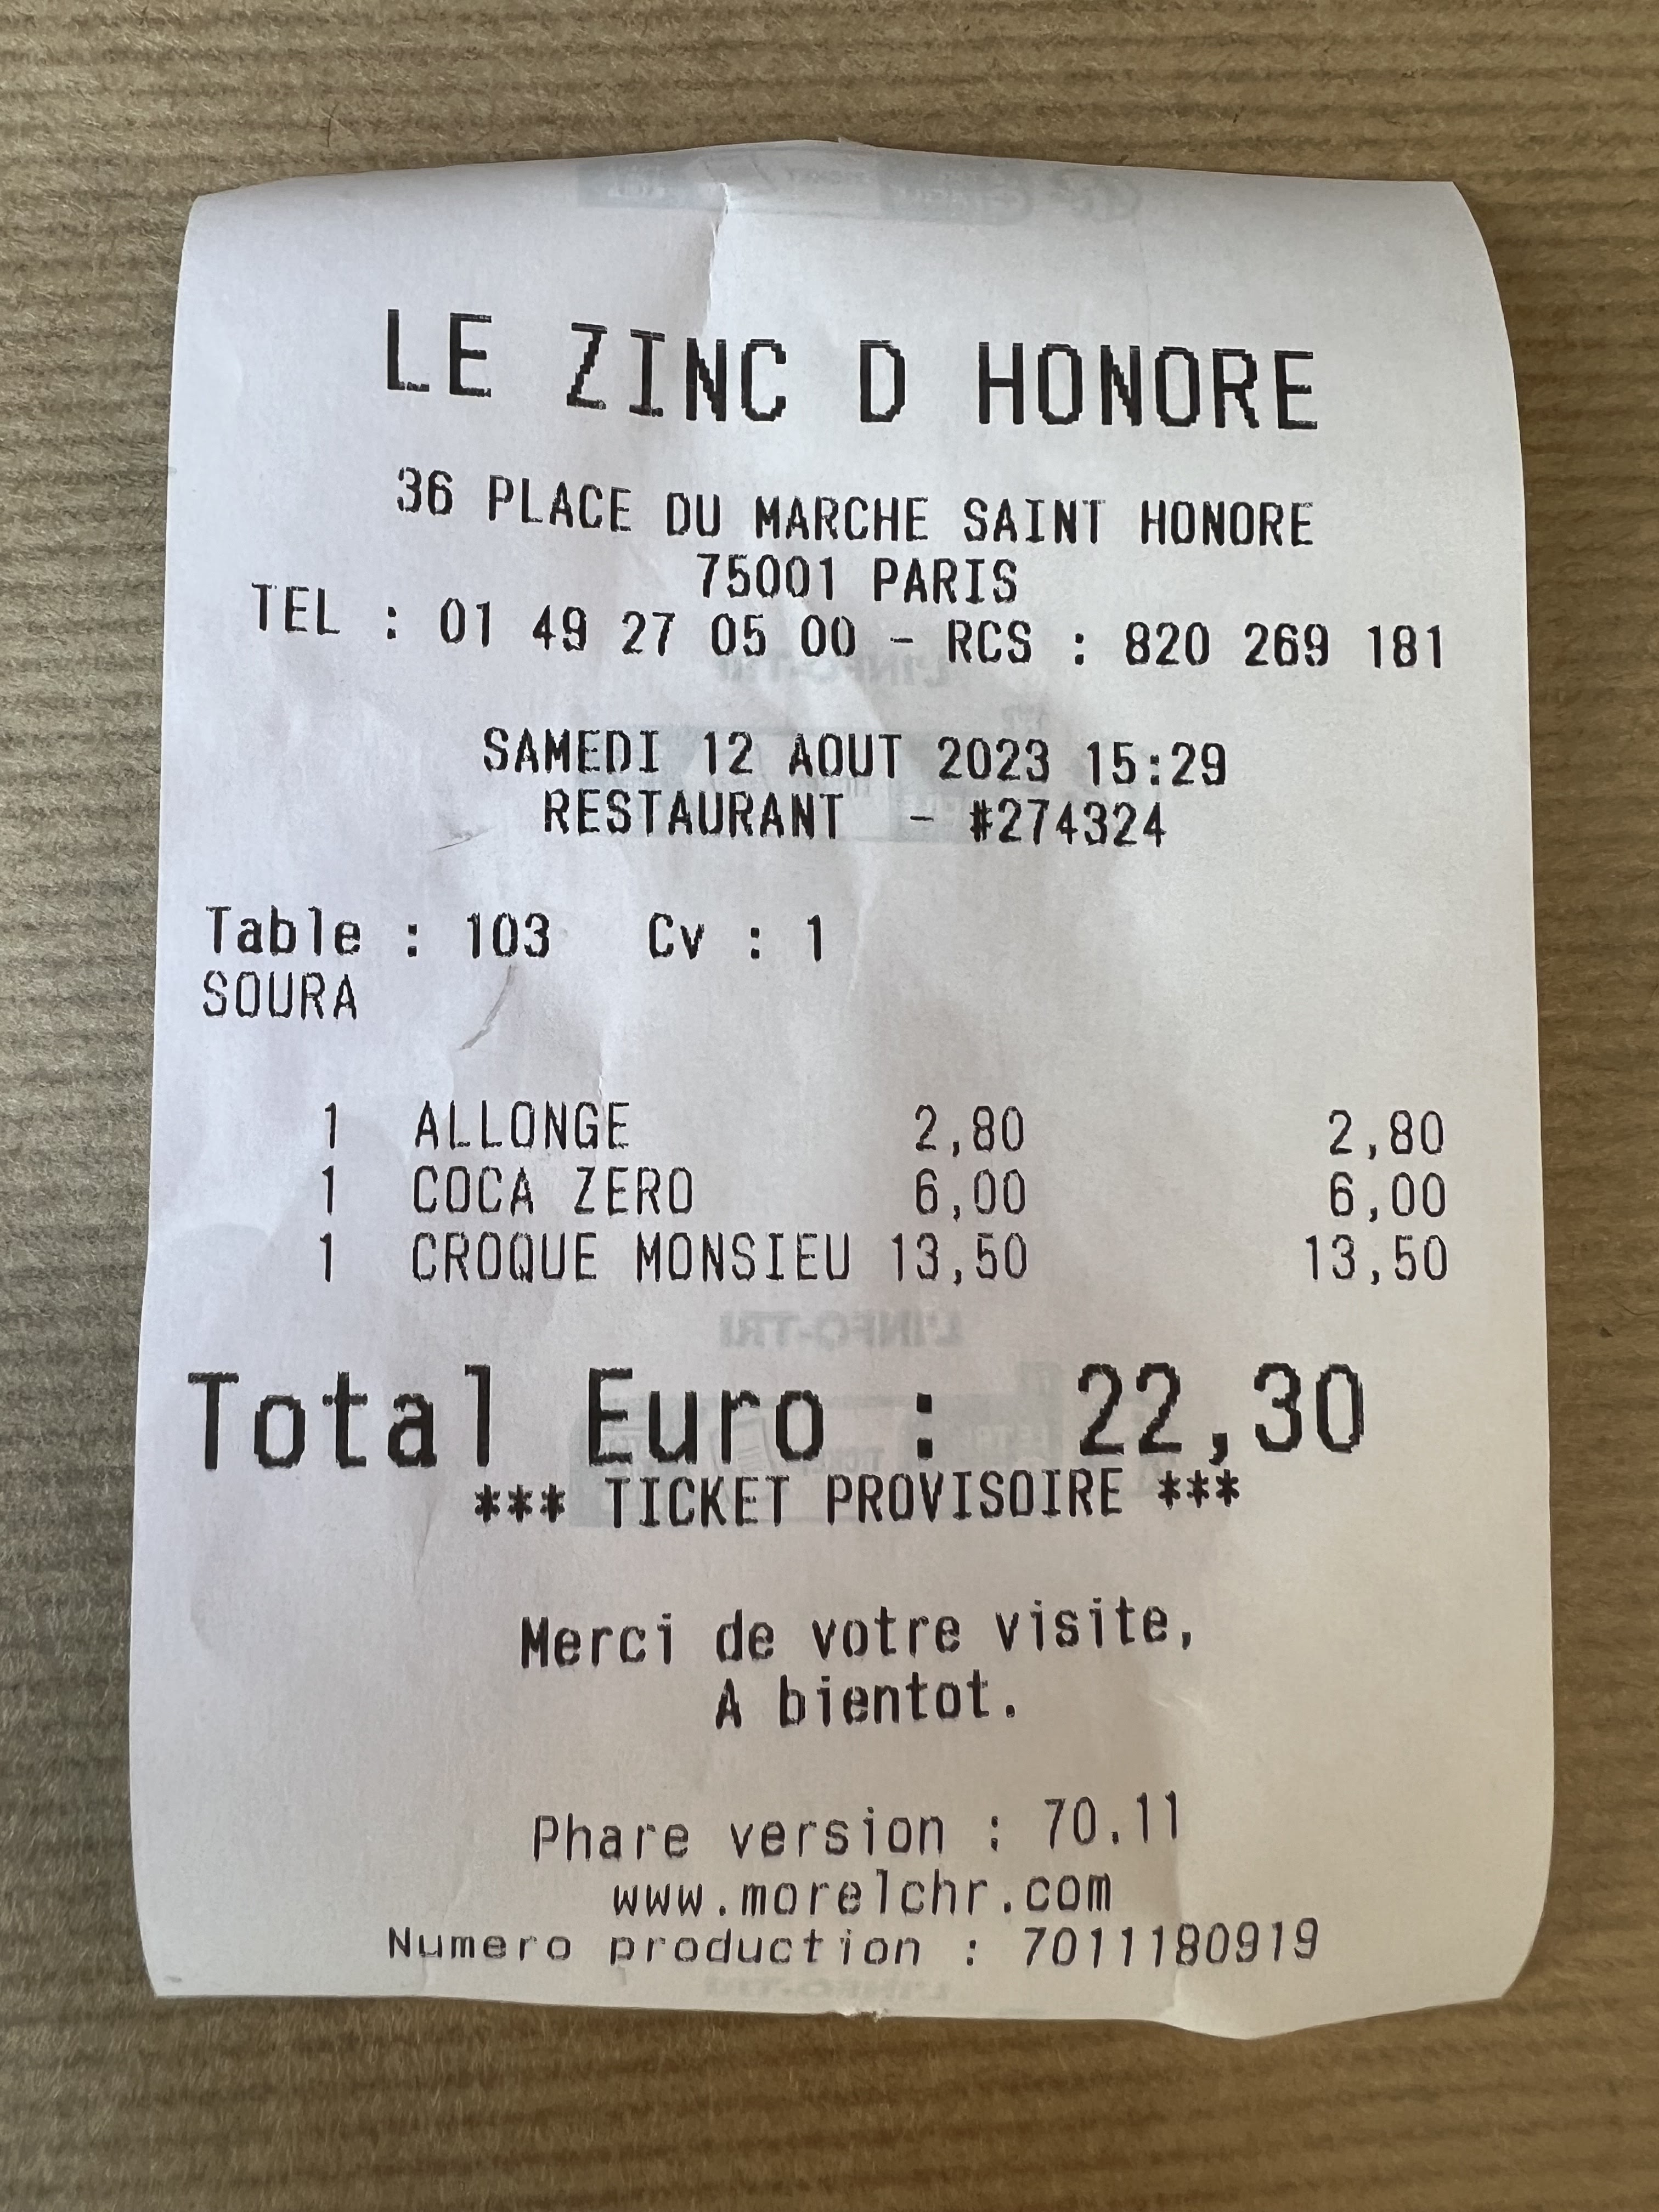 LE ZINC D HONORE
36 PLACE DU MARCHE SAINT HONORE
75001 PARIS
TEL : 01 49 27 05 00 - RCS : 820 269 181
SAMEDI 12 AOUT 2023 15:29
RESTAURANT - #274324
Table : 103 Cv : 1
SOURA
1 ALLONGE 2,80 2,80
1 COCA ZERO 6,00 6,00
1 CROQUE MONSIEU 13,50 13,50
Total Euro : 22,30
*** TICKET PROVISOIRE ***
Merci de votre visite,
A bientot.
Phare version : 70.11
www.morelchr.com
Numero production : 7011180919